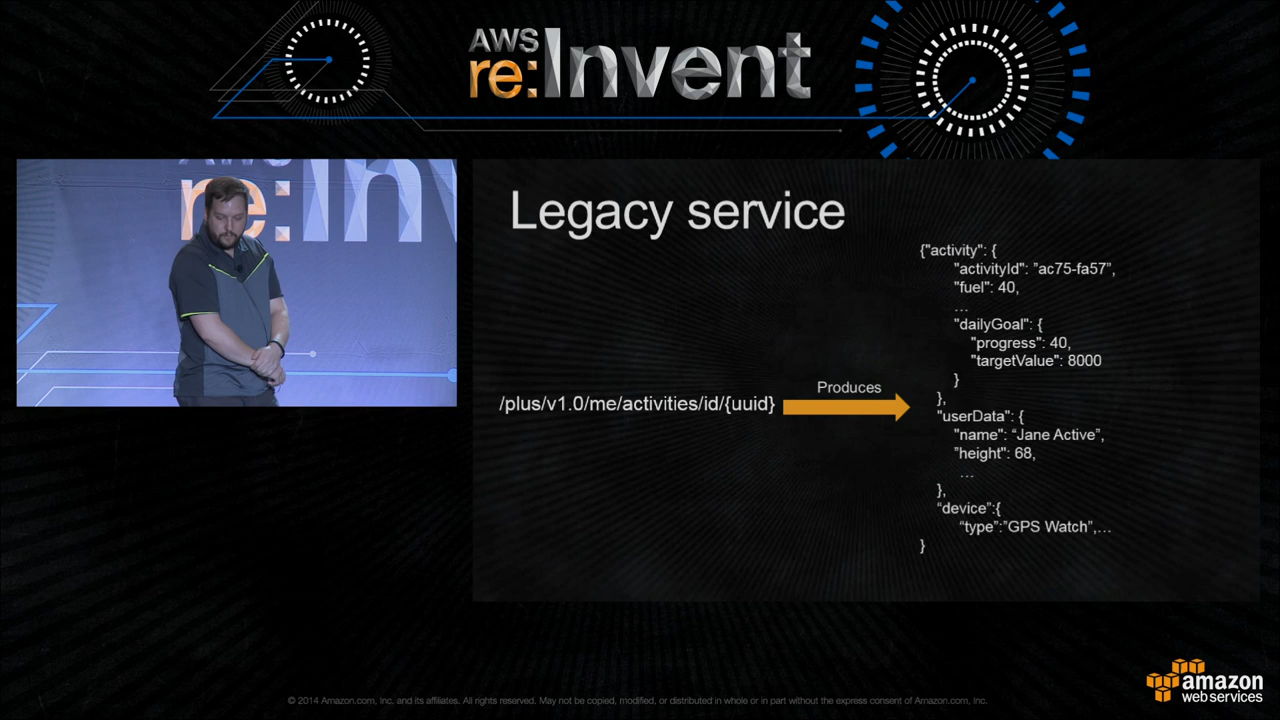 AWS
re:Invent
AWS
re:Inv
Legacy service
/plus/v1.0/me/activities/id/{uuid}
Produces
{"activity": {
"activityId": ”ac75-fa57”,
"fuel": 40,
…
"dailyGoal": {
"progress": 40,
"targetValue": 8000
}
},
"userData": {
"name": “Jane Active”,
”height": 68,
…
},
“device”:{
“type”:”GPS Watch”,…
}
© 2014 Amazon.com, Inc. and its affiliates. All rights reserved. May not be copied, modified, or distributed in whole or in part without the express consent of Amazon.com, Inc.
amazon
web services